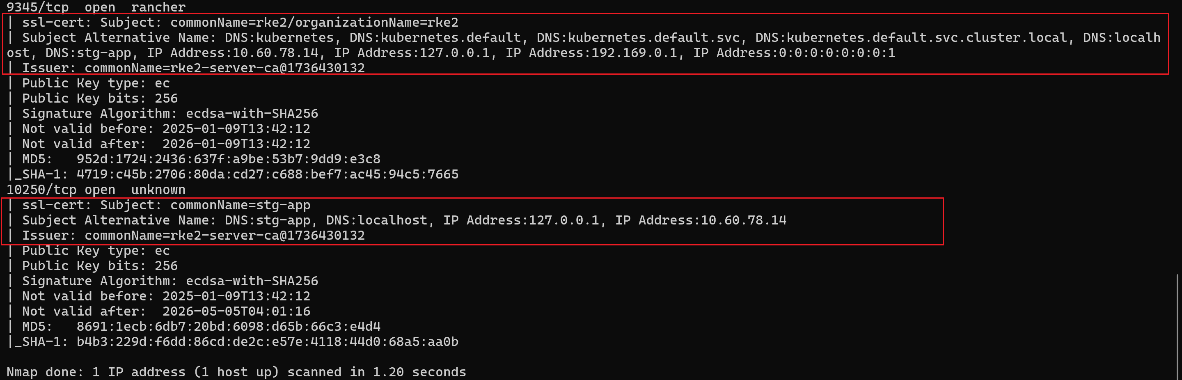 9345/tcp  open  rancher
| ssl-cert: Subject: commonName=rke2/organizationName=rke2
| Subject Alternative Name: DNS:kubernetes, DNS:kubernetes.default, DNS:kubernetes.default.svc, DNS:kubernetes.default.svc.cluster.local, DNS:localh
ost, DNS:stg-app, IP Address:10.60.78.14, IP Address:127.0.0.1, IP Address:192.169.0.1, IP Address:0:0:0:0:0:0:0:1
| Issuer: commonName=rke2-server-ca@1736430132
| Public Key type: ec
| Public Key bits: 256
| Signature Algorithm: ecdsa-with-SHA256
| Not valid before: 2025-01-09T13:42:12
| Not valid after:  2026-01-09T13:42:12
| MD5:   952d:1724:2436:637f:a9be:53b7:9dd9:e3c8
|_SHA-1: 4719:c45b:2706:80da:cd27:c688:bef7:ac45:94c5:7665
10250/tcp open  unknown
| ssl-cert: Subject: commonName=stg-app
| Subject Alternative Name: DNS:stg-app, DNS:localhost, IP Address:127.0.0.1, IP Address:10.60.78.14
| Issuer: commonName=rke2-server-ca@1736430132
| Public Key type: ec
| Public Key bits: 256
| Signature Algorithm: ecdsa-with-SHA256
| Not valid before: 2025-01-09T13:42:12
| Not valid after:  2026-05-05T04:01:16
| MD5:   8691:1ecb:6db7:20bd:6098:d65b:66c3:e4d4
|_SHA-1: b4b3:229d:f6dd:86cd:de2c:e57e:4118:44d0:68a5:aa0b
Nmap done: 1 IP address (1 host up) scanned in 1.20 seconds